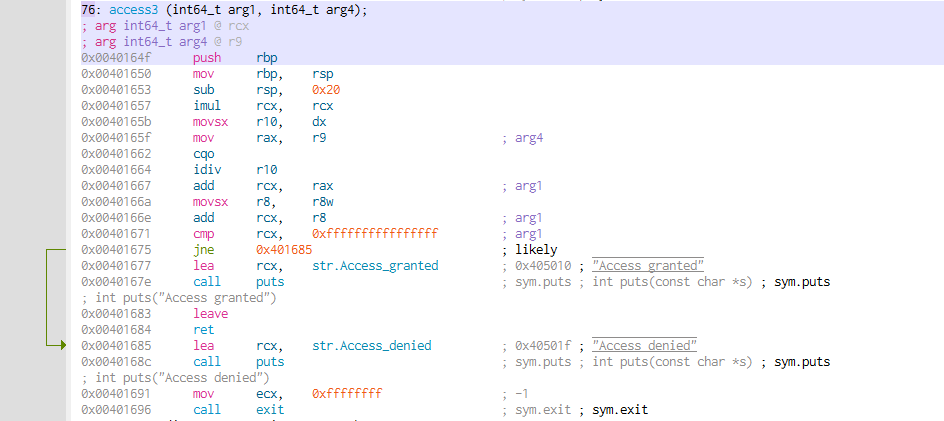 76: access3 (int64_t arg1, int64_t arg4);
; arg int64_t arg1 @ rcx
; arg int64_t arg4 @ r9
0x0040164f push rbp
0x00401650 mov rbp, rsp
0x00401653 sub rsp, 0x20
0x00401657 imul rcx, rcx
0x0040165b movsx r10, dx
0x0040165f mov rax, r9 ; arg4
0x00401662 cqo
0x00401664 idiv r10
0x00401667 add rcx, rax ; arg1
0x0040166a movsx r8, r8w
0x0040166e add rcx, r8 ; arg1
0x00401671 cmp rcx, 0xffffffffffffffff ; arg1
0x00401675 jne 0x401685 ; likely
0x00401677 lea rcx, str.Access_granted ; 0x405010 ; "Access granted"
0x0040167e call puts ; sym.puts ; int puts(const char *s) ; sym.puts
; int puts("Access granted")
0x00401683 leave
0x00401684 ret
0x00401685 lea rcx, str.Access_denied ; 0x40501f ; "Access denied"
0x0040168c call puts ; sym.puts ; int puts(const char *s) ; sym.puts
; int puts("Access denied")
0x00401691 mov ecx, 0xffffffff ; -1
0x00401696 call exit ; sym.exit ; sym.exit